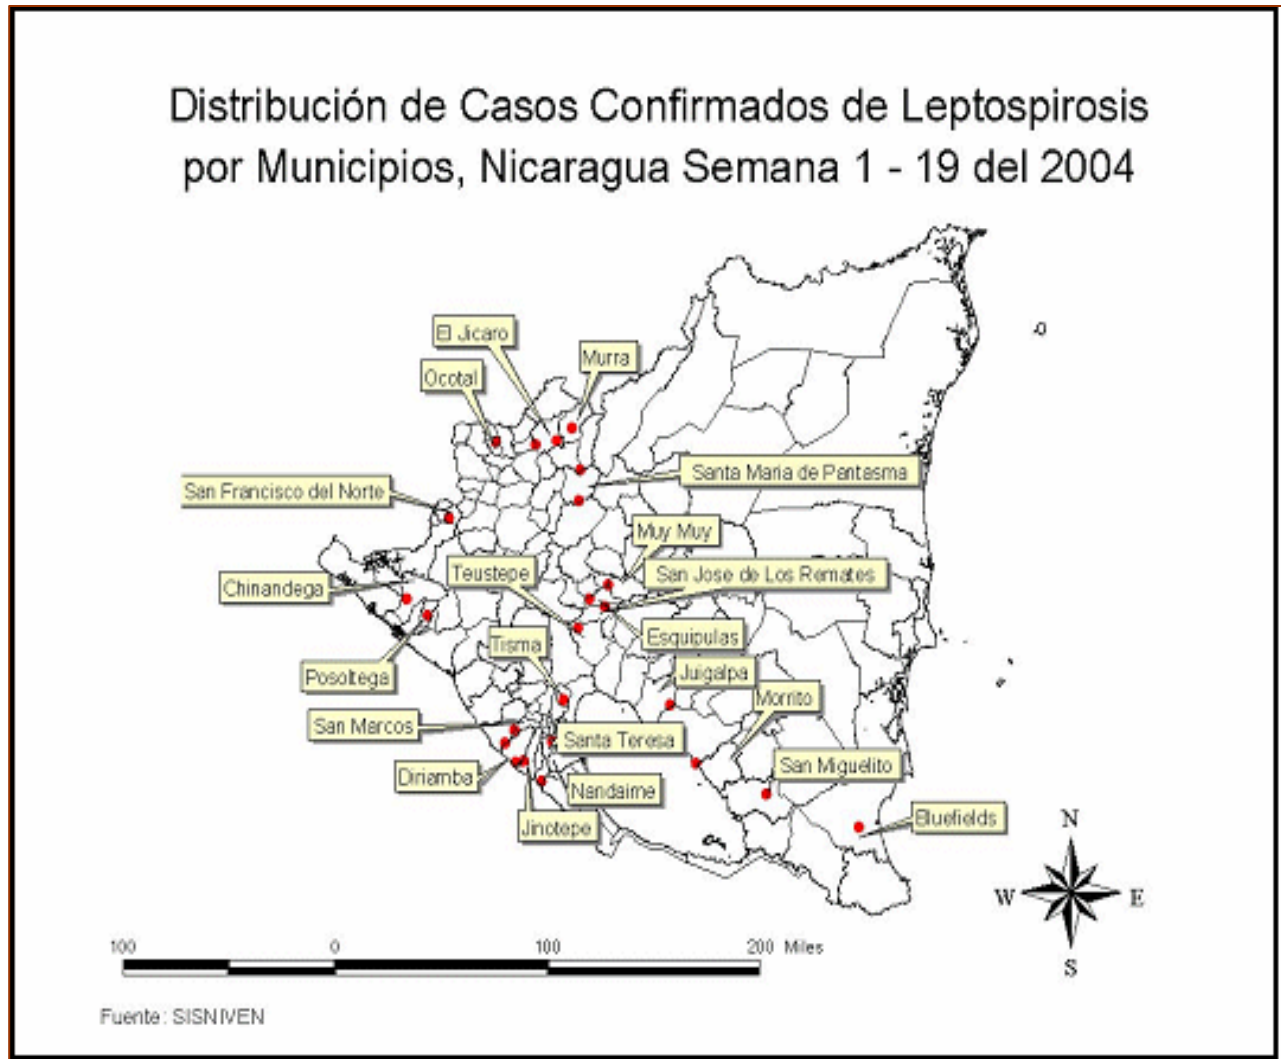 Distribución de Casos Confirmados de Leptospirosis
por Municipios, Nicaragua Semana 1 - 19 del 2004
El Jicaro
Murra
Ocotal
Santa Maria de Pantasma
San Francisco del Norte
Muy Muy
Teustepe
San Jose de Los Remates
Chinandega
Esquipulas
Tisma
Juigalpa
Posoltega
Morrito
San Marcos
Santa Teresa
San Miguelito
Diriamba
Nandaime
Jinotepe
Bluefields
N
W E
S
100 0 100 200 Miles
Fuente: SISNIVEN